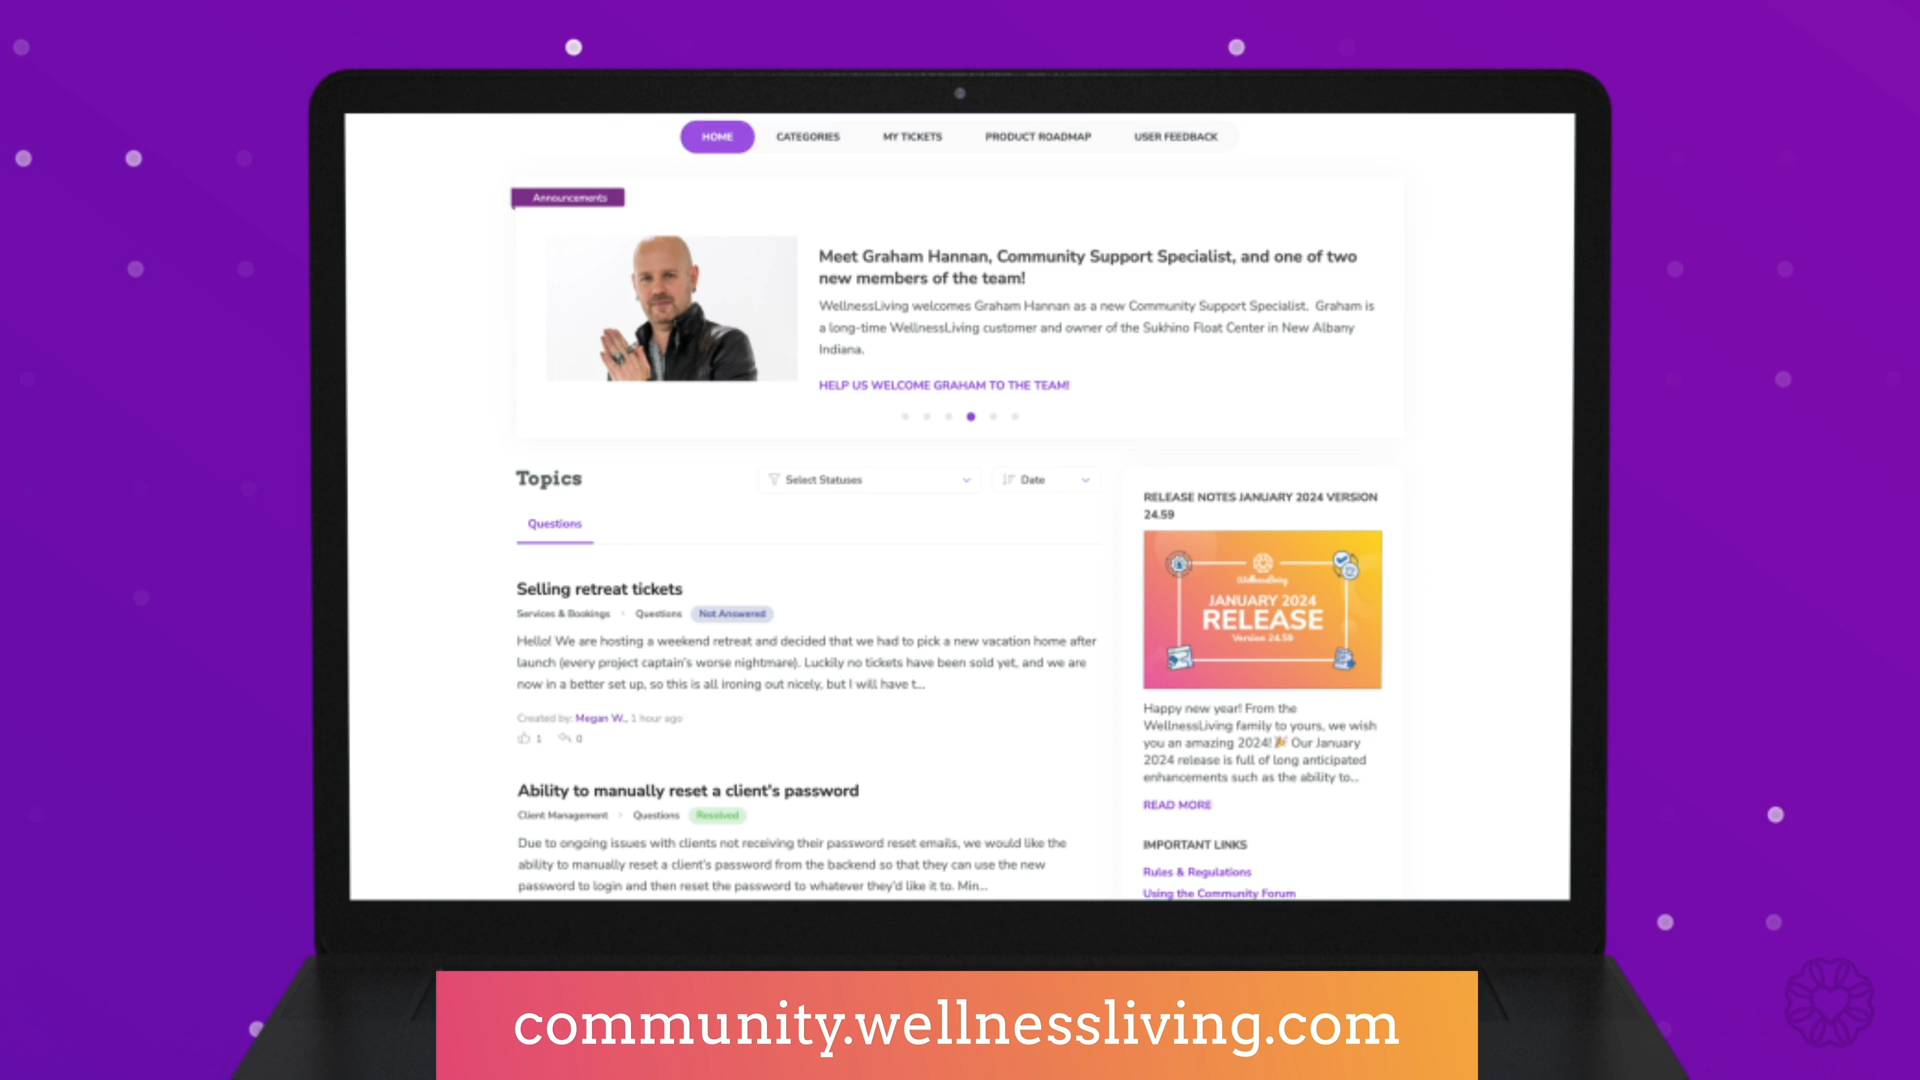 HOME CATEGORIES MY TICKETS PRODUCT ROADMAP USER FEEDBACK
Announcements
Meet Graham Hannan, Community Support Specialist, and one of two
new members of the team!
WellnessLiving welcomes Graham Hannan as a new Community Support Specialist. Graham is
a long-time WellnessLiving customer and owner of the Sukhino Float Center in New Albany
Indiana.
HELP US WELCOME GRAHAM TO THE TEAM!
Topics
Select Statuses
Date
Questions
Selling retreat tickets
Services & Bookings › Questions Not Answered
Hello! We are hosting a weekend retreat and decided that we had to pick a new vacation home after
launch (every project captain's worse nightmare). Luckily no tickets have been sold yet, and we are
now in a better set up, so this is all ironing out nicely, but I will have t...
Created by: Megan W., 1 hour ago
1 0
Ability to manually reset a client's password
Client Management › Questions Resolved
Due to ongoing issues with clients not receiving their password reset emails, we would like the
ability to manually reset a client's password from the backend so that they can use the new
password to login and then reset the password to whatever they'd like it to. Min...
RELEASE NOTES JANUARY 2024 VERSION
24.59
WellnessLiving
JANUARY 2024
RELEASE
Version 24.59
Happy new year! From the
WellnessLiving family to yours, we wish
you an amazing 2024!🎉 Our January
2024 release is full of long anticipated
enhancements such as the ability to...
READ MORE
IMPORTANT LINKS
Rules & Regulations
Using the Community Forum
community.wellnessliving.com